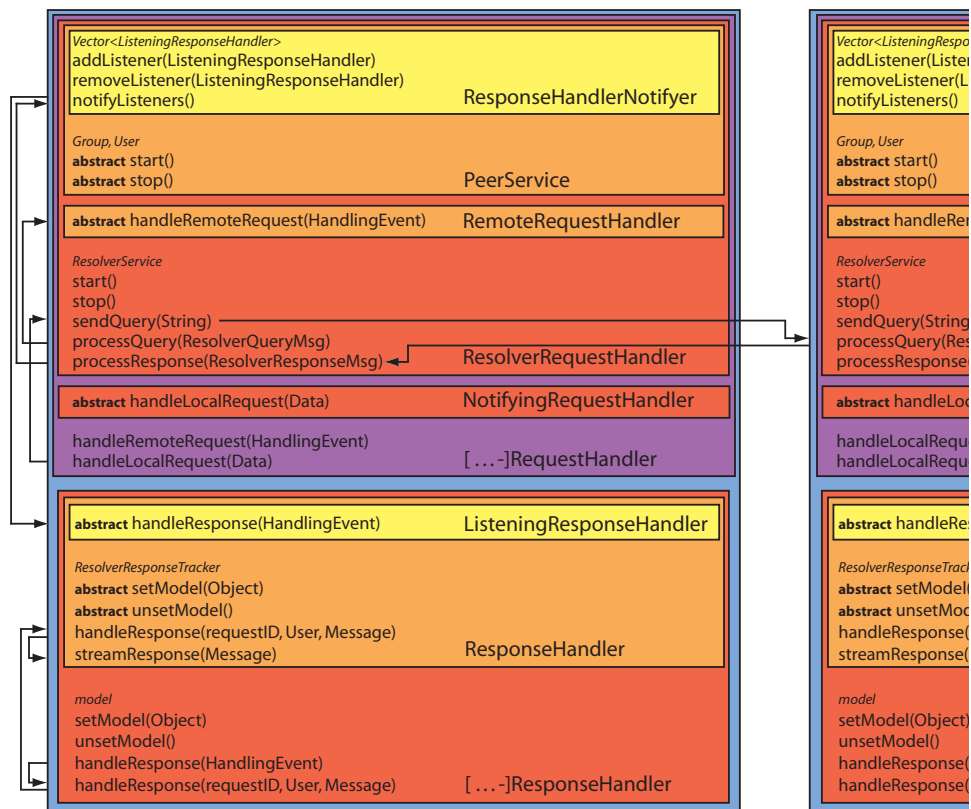 Vector<ListeningResponseHandler>
addListener(ListeningResponseHandler)
removeListener(ListeningResponseHandler)
notifyListeners()
ResponseHandlerNotifyer
Group, User
abstract start()
abstract stop()
PeerService
abstract handleRemoteRequest(HandlingEvent)
RemoteRequestHandler
ResolverService
start()
stop()
sendQuery(String)
processQuery(ResolverQueryMsg)
processResponse(ResolverResponseMsg)
ResolverRequestHandler
abstract handleLocalRequest(Data)
NotifyingRequestHandler
handleRemoteRequest(HandlingEvent)
handleLocalRequest(Data)
[…-]RequestHandler
abstract handleResponse(HandlingEvent)
ListeningResponseHandler
ResolverResponseTracker
abstract setModel(Object)
abstract unsetModel()
handleResponse(requestID, User, Message)
streamResponse(Message)
ResponseHandler
model
setModel(Object)
unsetModel()
handleResponse(HandlingEvent)
handleResponse(requestID, User, Message)
[…-]ResponseHandler
Vector<ListeningRespo
addListener(Liste
removeListener(L
notifyListeners()
Group, User
abstract start()
abstract stop()
abstract handleRe
ResolverService
start()
stop()
sendQuery(String
processQuery(Res
processResponse
abstract handleLo
handleLocalReque
handleLocalReque
abstract handleRe
ResolverResponseTrac
abstract setModel(
abstract unsetMod
handleResponse(
streamResponse(
model
setModel(Object)
unsetModel()
handleResponse(
handleResponse(